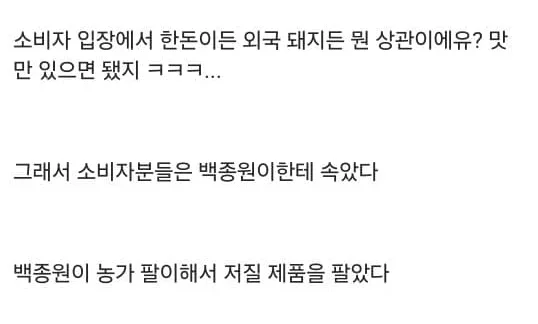 소비자 입장에서 한돈이든 외국 돼지든 뭔 상관이에유? 맛
만 있으면 됐지 ㅋㅋㅋ...
그래서 소비자분들은 백종원이한테 속았다
백종원이 농가 팔이해서 저질 제품을 팔았다